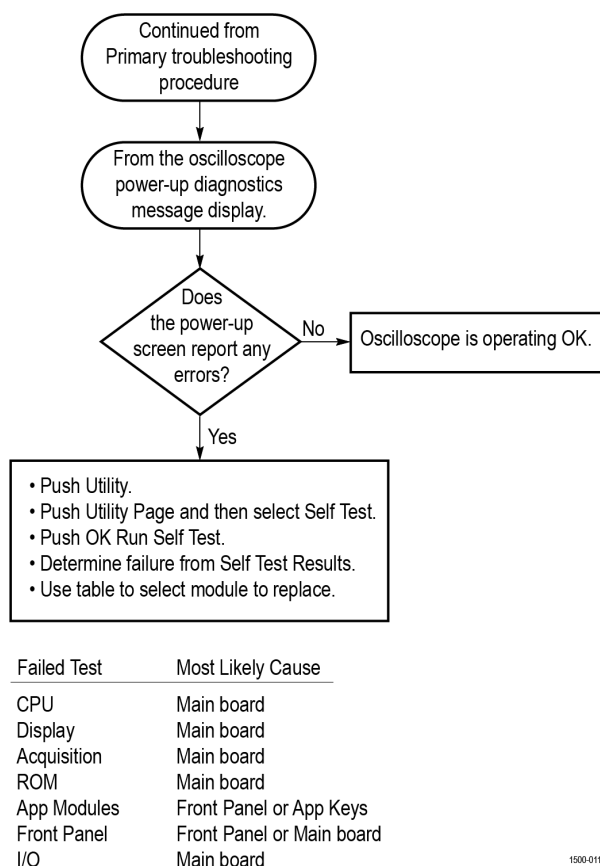 Continued from
Primary troubleshooting
procedure
From the oscilloscope
power-up diagnostics
message display.
Does
the power-up
screen report any
errors?
No
Oscilloscope is operating OK.
Yes
• Push Utility.
• Push Utility Page and then select Self Test.
• Push OK Run Self Test.
• Determine failure from Self Test Results.
• Use table to select module to replace.
Failed Test Most Likely Cause
CPU Main board
Display Main board
Acquisition Main board
ROM Main board
App Modules Front Panel or App Keys
Front Panel Front Panel or Main board
I/O Main board
1500-011